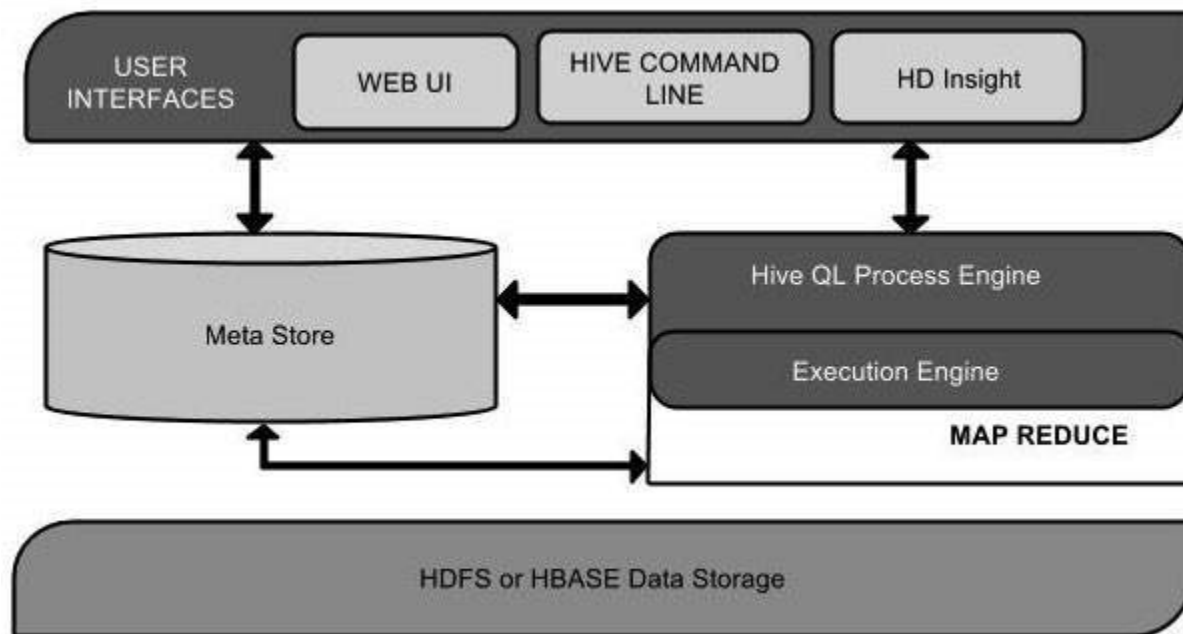 USER
INTERFACES
WEB UI
HIVE COMMAND
LINE
HD Insight
Meta Store
Hive QL Process Engine
Execution Engine
MAP REDUCE
HDFS or HBASE Data Storage